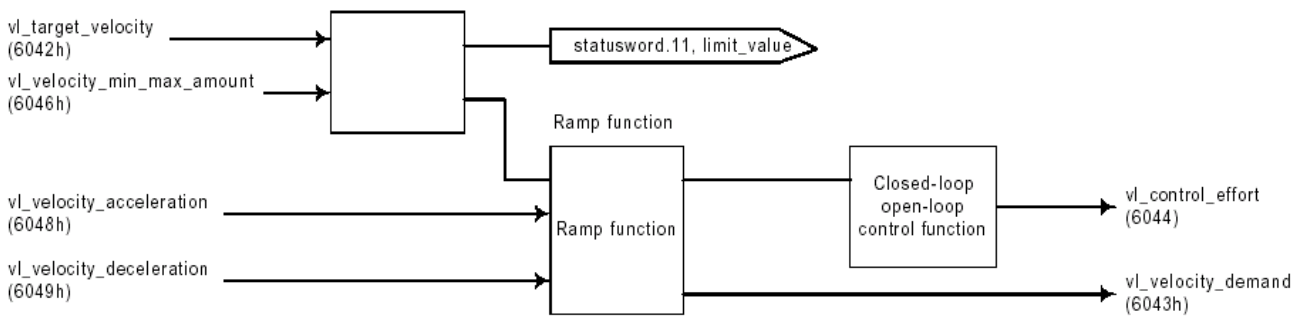 vl_target_velocity
(6042h)
statusword.11, limit_value
vl_velocity_min_max_amount
(6046h)
Ramp function
vl_velocity_acceleration
(6048h)
Ramp function
Closed-loop
open-loop
control function
vl_control_effort
(6044)
vl_velocity_deceleration
(6049h)
vl_velocity_demand
(6043h)